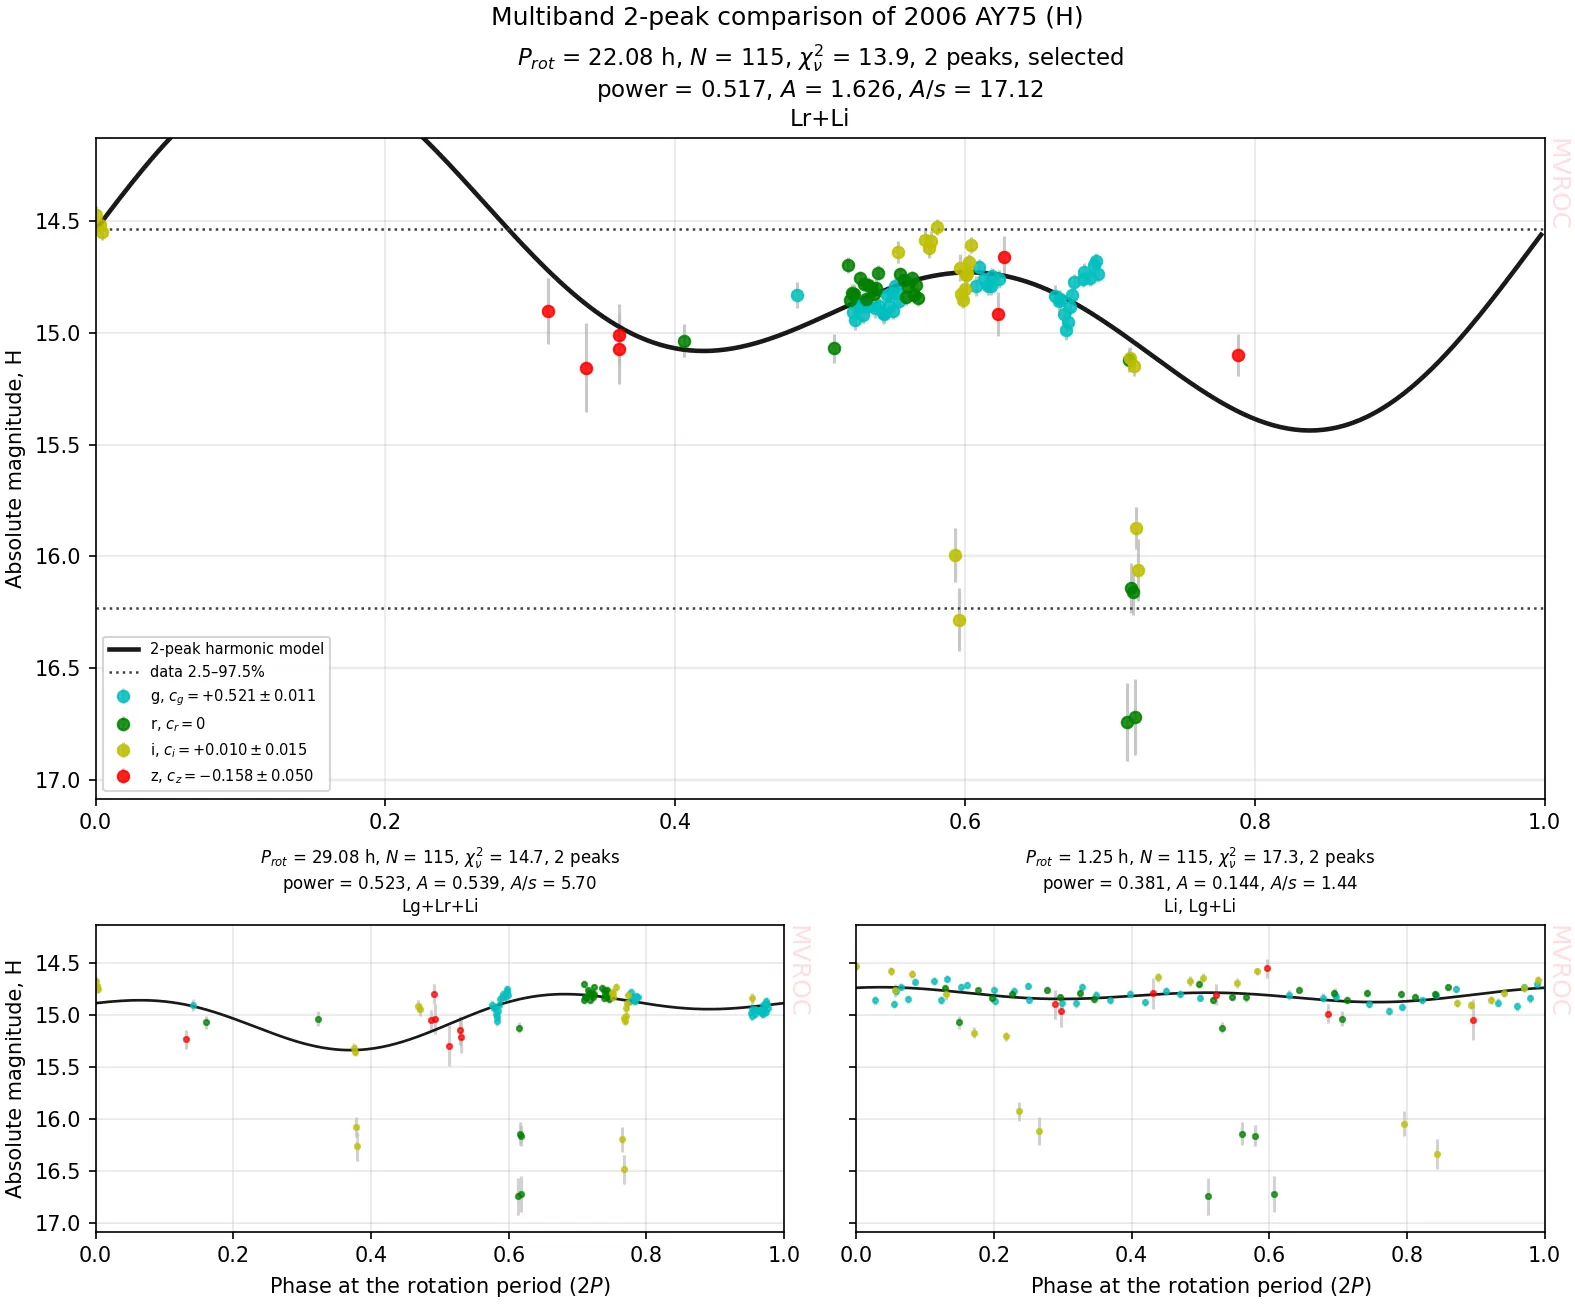 Multiband 2-peak comparison of 2006 AY75 (H)
P_rot = 22.08 h, N = 115, χ²_ν = 13.9, 2 peaks, selected
power = 0.517, A = 1.626, A/s = 17.12
Lr+Li
MVROC
Absolute magnitude, H
14.5
15.0
15.5
16.0
16.5
17.0
2-peak harmonic model
data 2.5–97.5%
g, c_g = +0.521 ± 0.011
r, c_r = 0
i, c_i = +0.010 ± 0.015
z, c_z = −0.158 ± 0.050
0.0 0.2 0.4 0.6 0.8 1.0
P_rot = 29.08 h, N = 115, χ²_ν = 14.7, 2 peaks
power = 0.523, A = 0.539, A/s = 5.70
Lg+Lr+Li
MVROC
Absolute magnitude, H
14.5
15.0
15.5
16.0
16.5
17.0
0.0 0.2 0.4 0.6 0.8 1.0
Phase at the rotation period (2P)
P_rot = 1.25 h, N = 115, χ²_ν = 17.3, 2 peaks
power = 0.381, A = 0.144, A/s = 1.44
Li, Lg+Li
MVROC
0.0 0.2 0.4 0.6 0.8 1.0
Phase at the rotation period (2P)